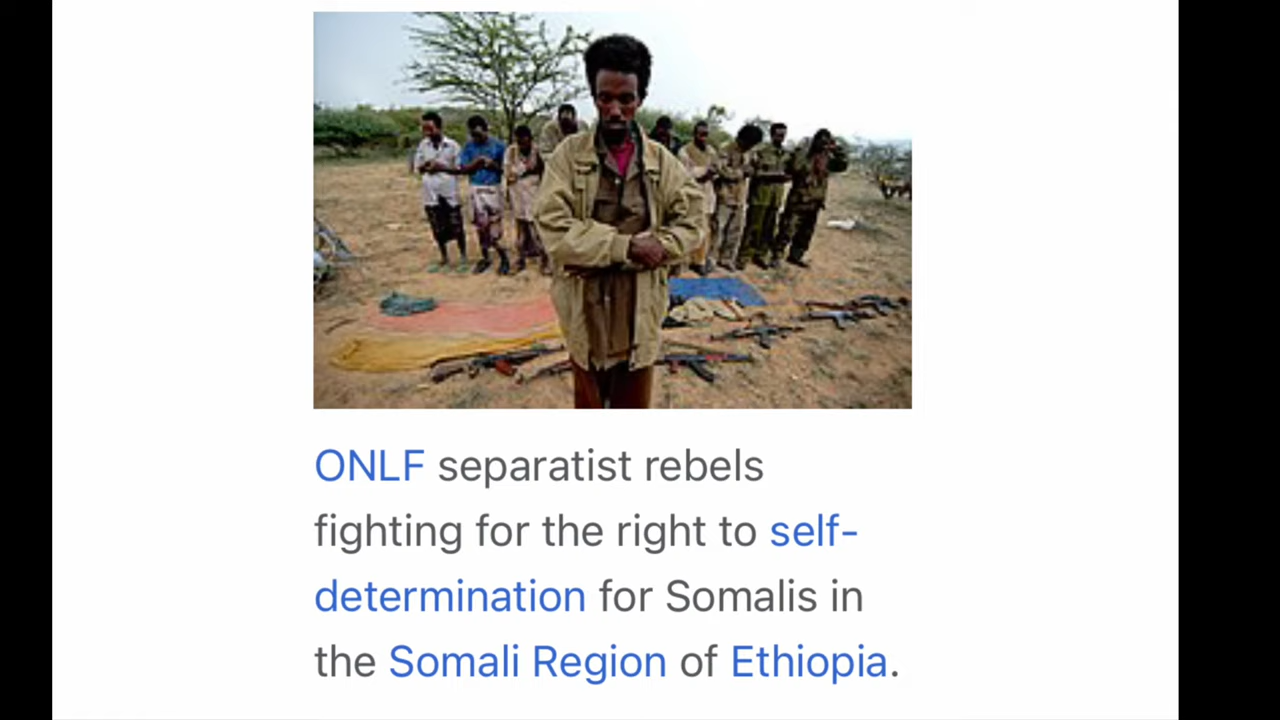 ONLF separatist rebels
fighting for the right to self-
determination for Somalis in
the Somali Region of Ethiopia.